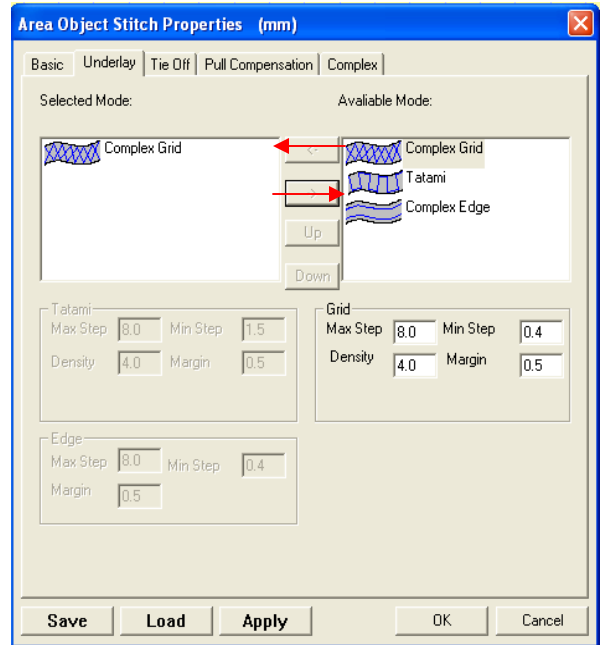 Area Object Stitch Properties (mm)
Basic Underlay Tie Off Pull Compensation Complex
Selected Mode: Avaliable Mode:
Complex Grid <- Complex Grid
Tatami
Complex Edge
Up
Down
Tatami
Max Step 8.0 Min Step 1.5
Density 4.0 Margin 0.5
Grid
Max Step 8.0 Min Step 0.4
Density 4.0 Margin 0.5
Edge
Max Step 8.0 Min Step 0.4
Margin 0.5
Save Load Apply OK Cancel